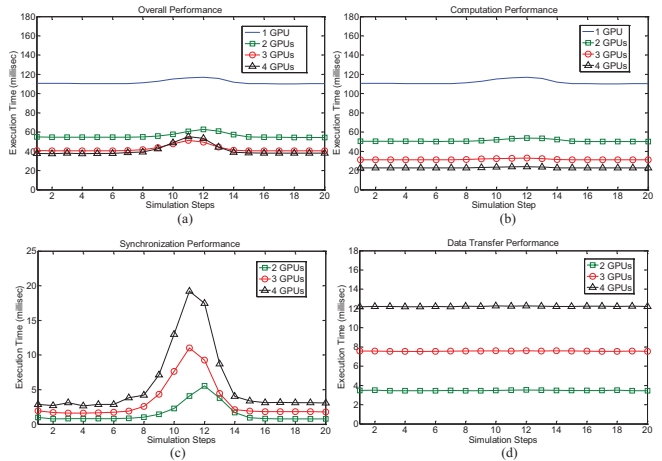 Overall Performance
180
160
140
120
100
80
60
40
20
0
Execution Time (millisec)
1 GPU
2 GPUs
3 GPUs
4 GPUs
2 4 6 8 10 12 14 16 18 20
Simulation Steps
(a)
Computation Performance
180
160
140
120
100
80
60
40
20
0
Execution Time (millisec)
1 GPU
2 GPUs
3 GPUs
4 GPUs
2 4 6 8 10 12 14 16 18 20
Simulation Step
(b)
Synchronization Performance
25
20
15
10
5
0
Execution Time (millisec)
2 GPUs
3 GPUs
4 GPUs
2 4 6 8 10 12 14 16 18 20
Simulation Steps
(c)
Data Transfer Performance
18
16
14
12
10
8
6
4
2
0
Execution Time (millisec)
2 GPUs
3 GPUs
4 GPUs
2 4 6 8 10 12 14 16 18 20
Simulation Steps
(d)